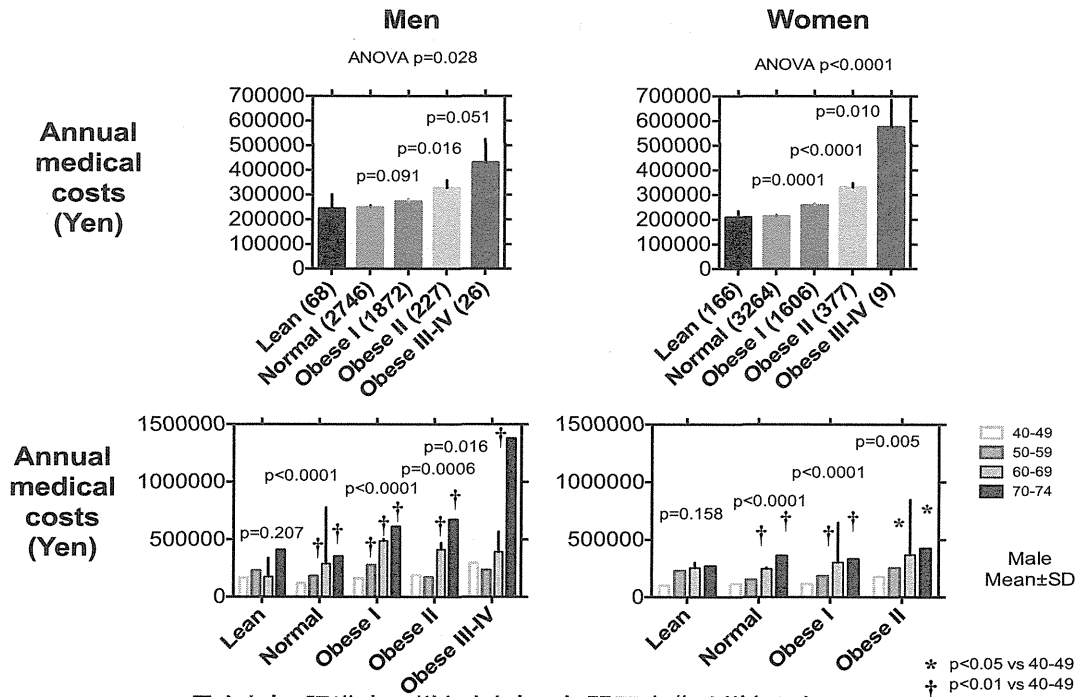 Men
ANOVA p=0.028
Annual
medical
costs
(Yen)
700000
600000
500000
400000
300000
200000
100000
0
p=0.091
p=0.016
p=0.051
Lean (68)
Normal (2746)
Obese I (1872)
Obese II (227)
Obese III-IV (26)
Women
ANOVA p<0.0001
700000
600000
500000
400000
300000
200000
100000
0
p=0.0001
p<0.0001
p=0.010
Lean (166)
Normal (3264)
Obese I (1606)
Obese II (377)
Obese III-IV (9)
Annual
medical
costs
(Yen)
1500000
1000000
500000
0
p=0.207
p<0.0001
p<0.0001
p=0.0006
p=0.016
† † † † † † † †
Lean
Normal
Obese I
Obese II
Obese III-IV
1500000
1000000
500000
0
p=0.158
p<0.0001
p<0.0001
p=0.005
† † † † * *
Lean
Normal
Obese I
Obese II
40-49
50-59
60-69
70-74
Male
Mean±SD
* p<0.05 vs 40-49
† p<0.01 vs 40-49